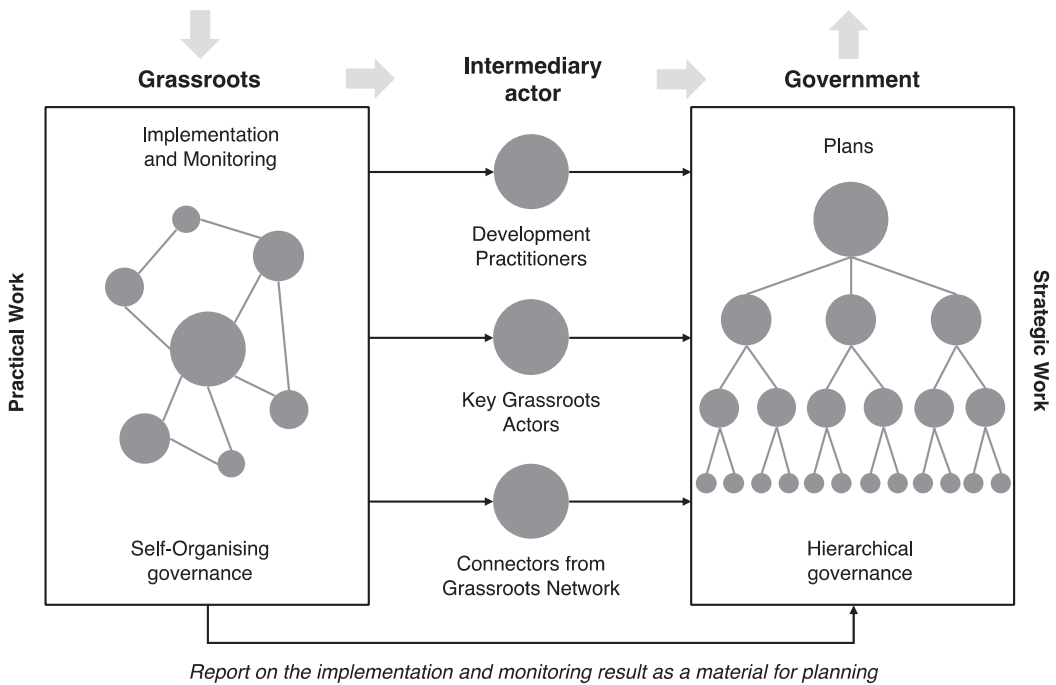 Grassroots
Intermediary
actor
Government
Practical Work
Implementation
and Monitoring
Self-Organising
governance
Development
Practitioners
Key Grassroots
Actors
Connectors from
Grassroots Network
Plans
Hierarchical
governance
Strategic Work
Report on the implementation and monitoring result as a material for planning